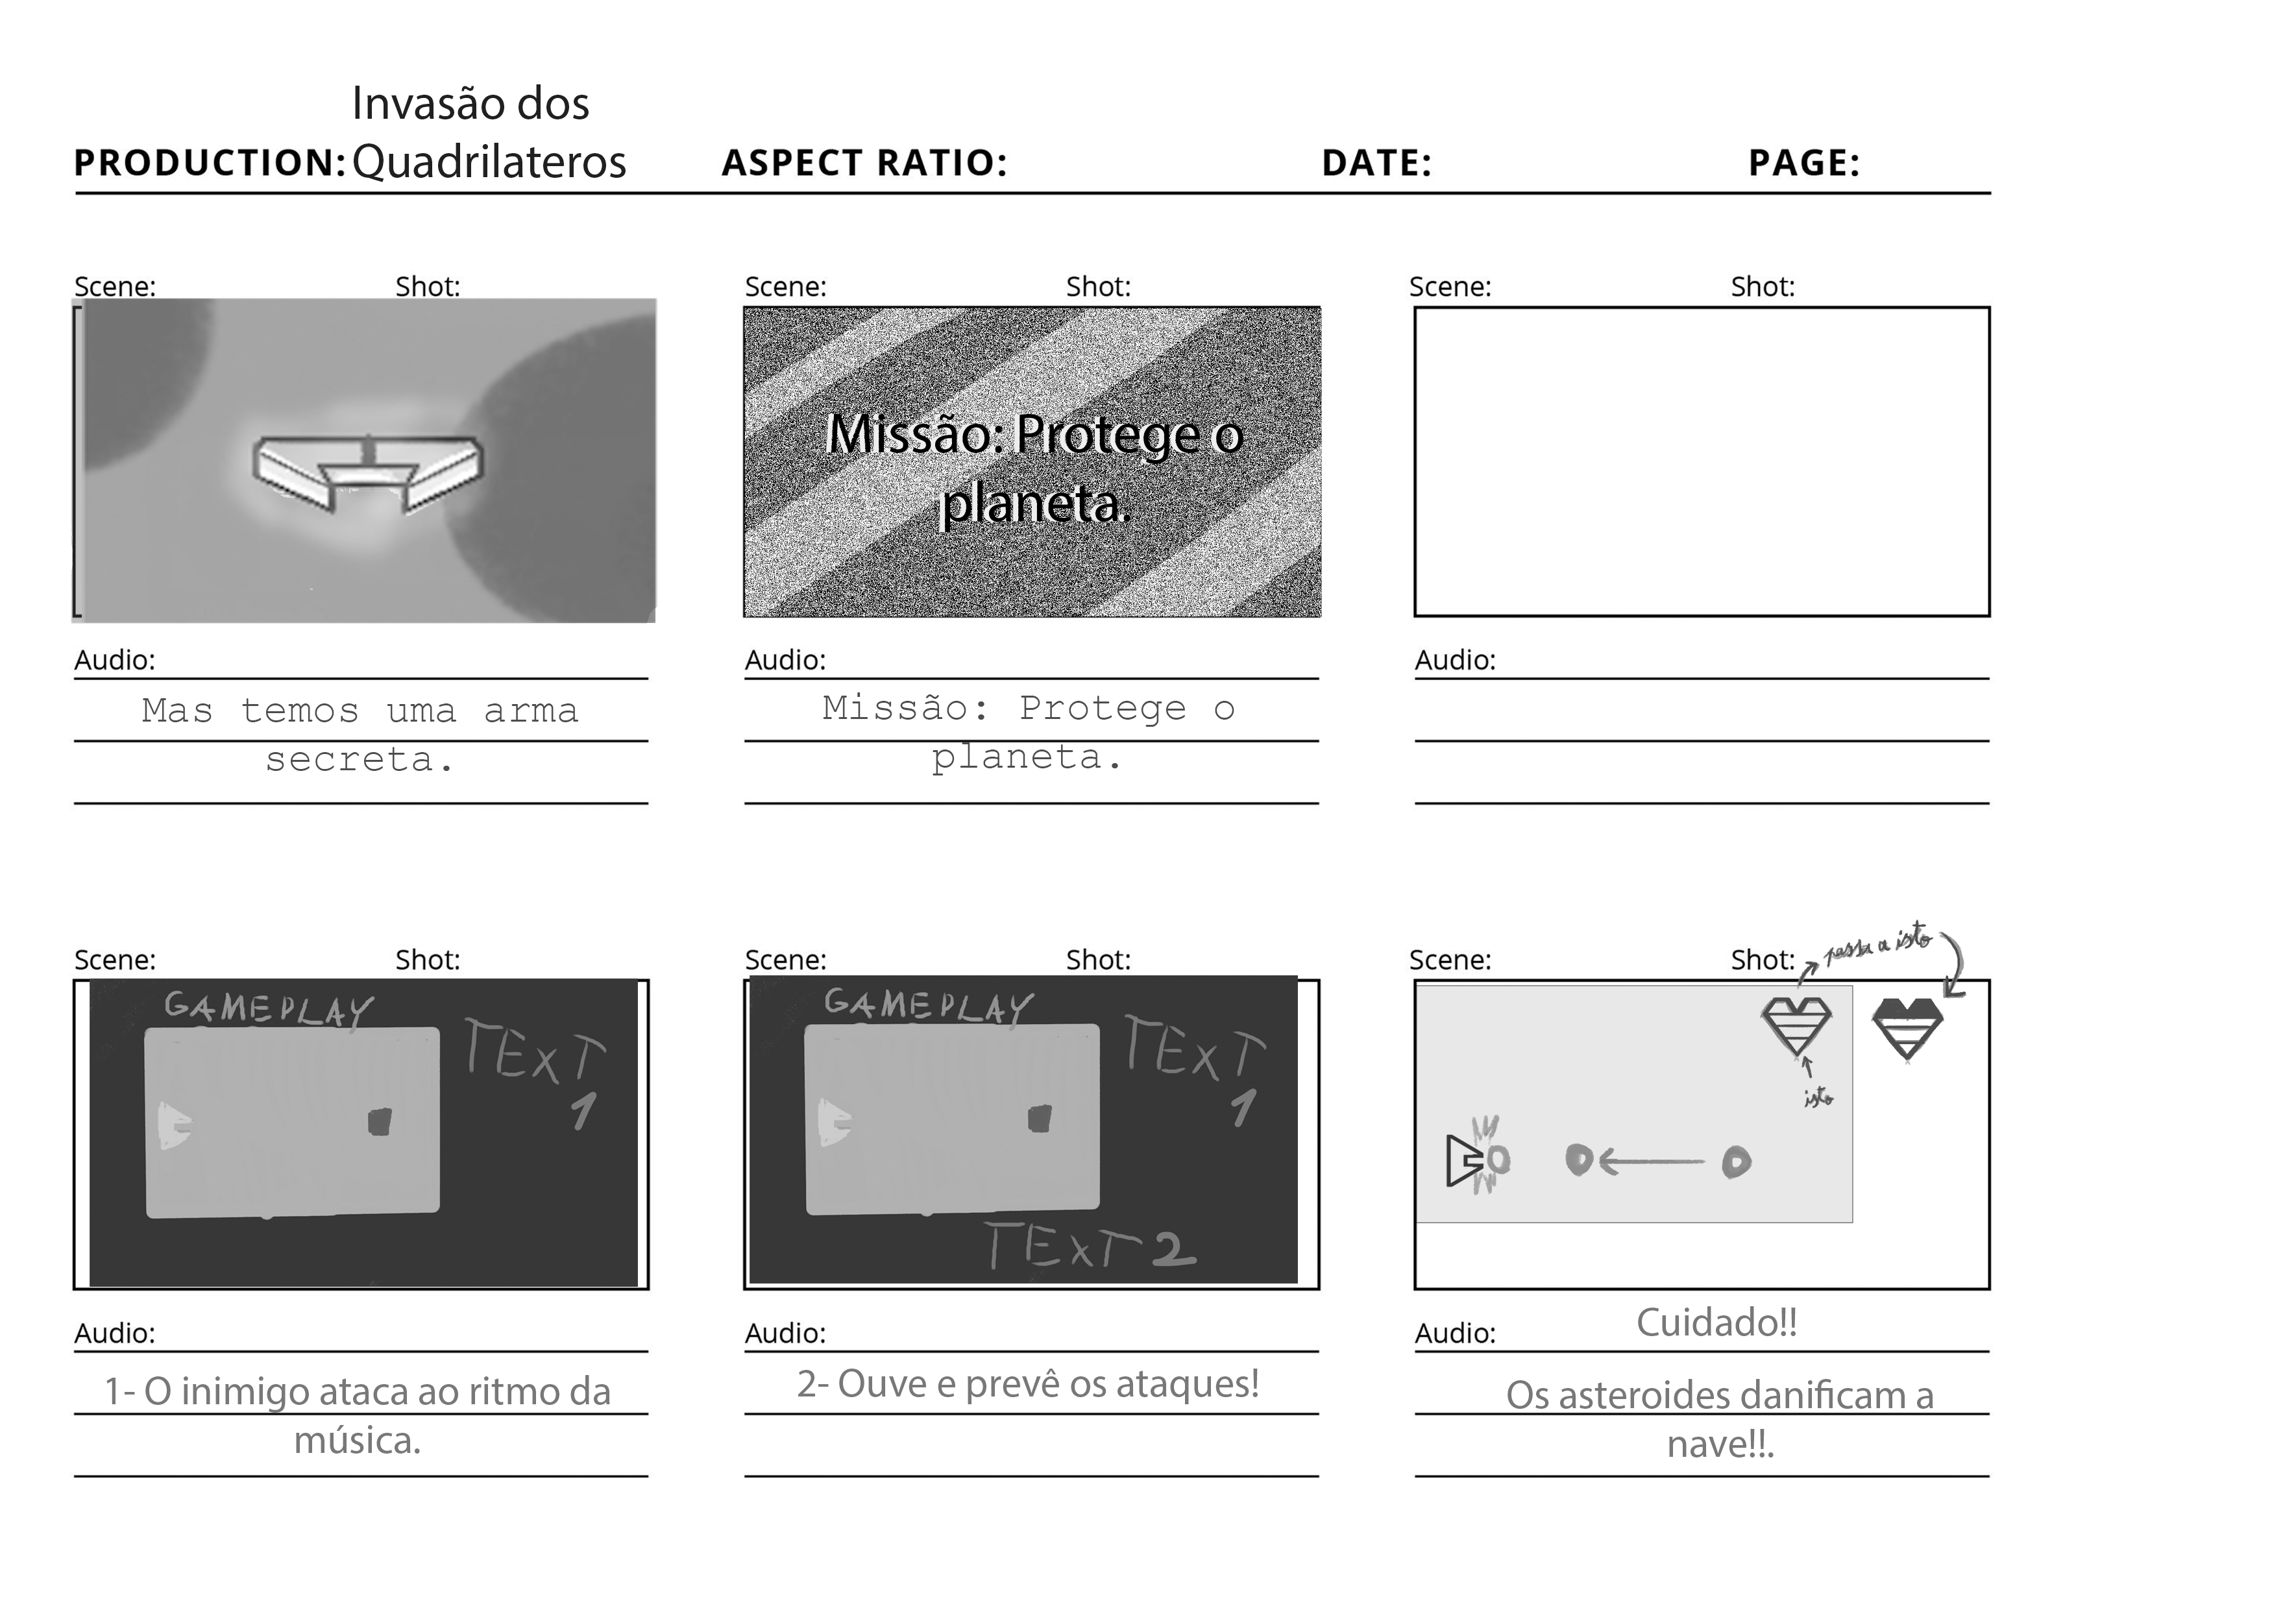 Invasão dos
PRODUCTION: Quadrilateros ASPECT RATIO: DATE: PAGE:
Scene: Shot:
Audio:
Mas temos uma arma
secreta.
Scene: Shot:
Missão: Protege o
planeta.
Audio:
Missão: Protege o
planeta.
Scene: Shot:
Audio:
Scene: Shot:
GAMEPLAY
TExT
1
Audio:
1- O inimigo ataca ao ritmo da
música.
Scene: Shot:
GAMEPLAY
TExT
1
TExT 2
Audio:
2- Ouve e prevê os ataques!
Scene: Shot:
passa a isto
isto
Audio: Cuidado!!
Os asteroides danificam a
nave!!.